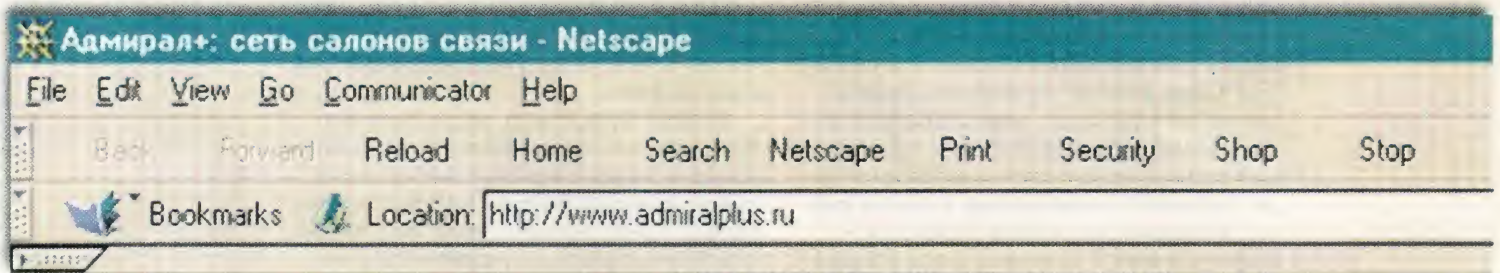 Адмирал+: сеть салонов связи - Netscape
File Edit View Go Communicator Help
Back Forward Reload Home Search Netscape Print Security Shop Stop
Bookmarks Location: http://www.admiralplus.ru